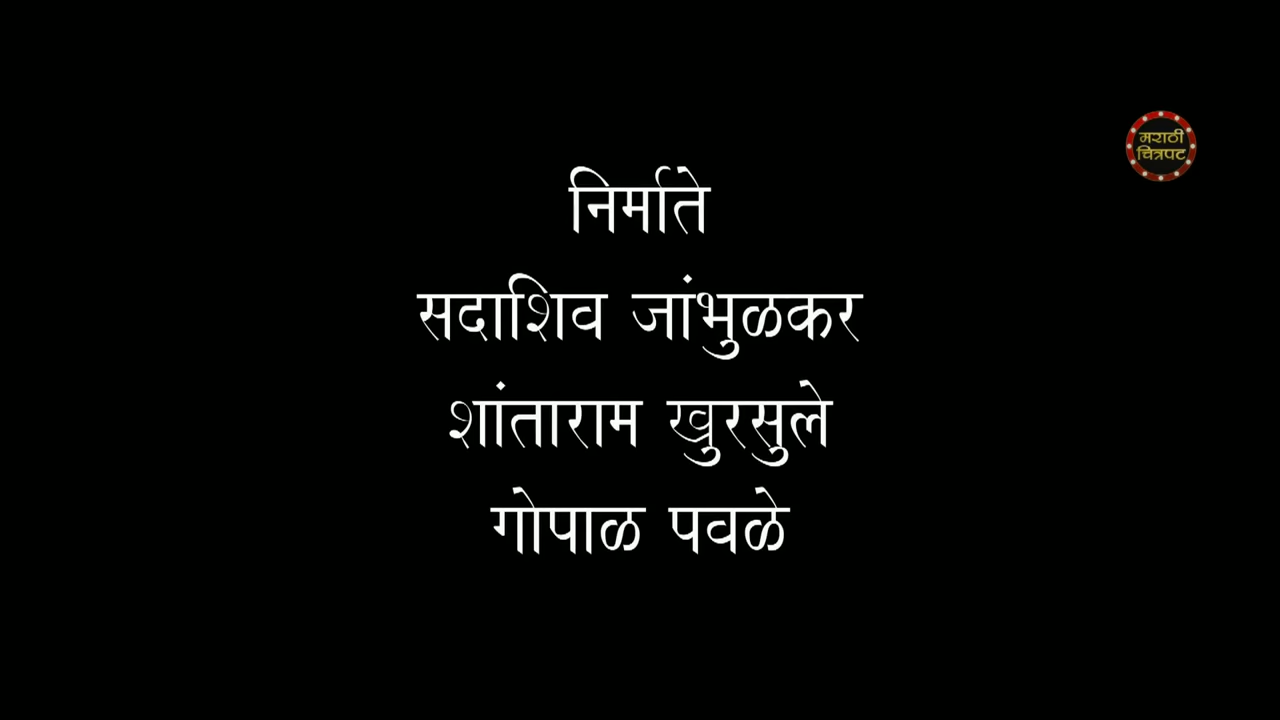 मराठी
चित्रपट
निर्माते
सदाशिव जांभुळकर
शांताराम खुरसुले
गोपाळ पवळे